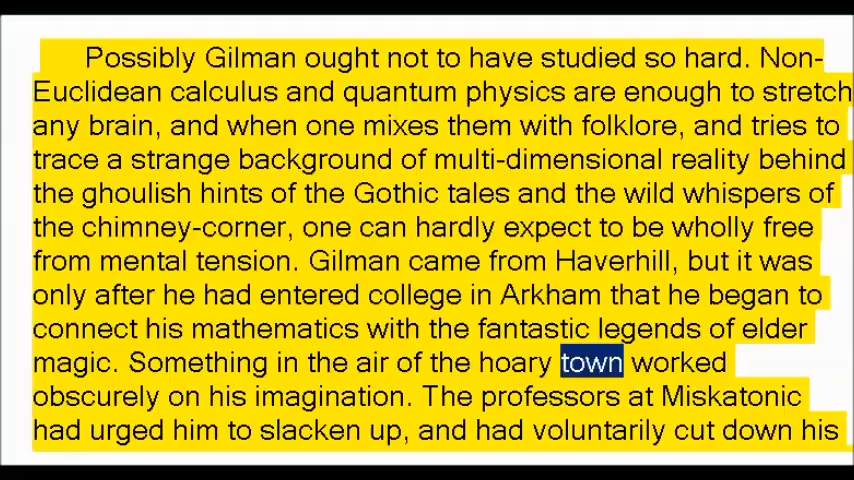 Possibly Gilman ought not to have studied so hard. Non-
Euclidean calculus and quantum physics are enough to stretch
any brain, and when one mixes them with folklore, and tries to
trace a strange background of multi-dimensional reality behind
the ghoulish hints of the Gothic tales and the wild whispers of
the chimney-corner, one can hardly expect to be wholly free
from mental tension. Gilman came from Haverhill, but it was
only after he had entered college in Arkham that he began to
connect his mathematics with the fantastic legends of elder
magic. Something in the air of the hoary town worked
obscurely on his imagination. The professors at Miskatonic
had urged him to slacken up, and had voluntarily cut down his